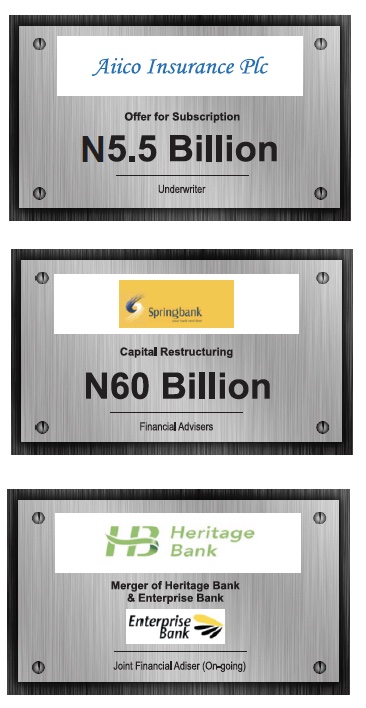 Aiico Insurance Plc
Offer for Subscription
N5.5 Billion
Underwriter
Springbank
Capital Restructuring
N60 Billion
Financial Advisers
HB Heritage
Bank
Merger of Heritage Bank
& Enterprise Bank
Enterprise
Bank
Joint Financial Adiser (On-going)